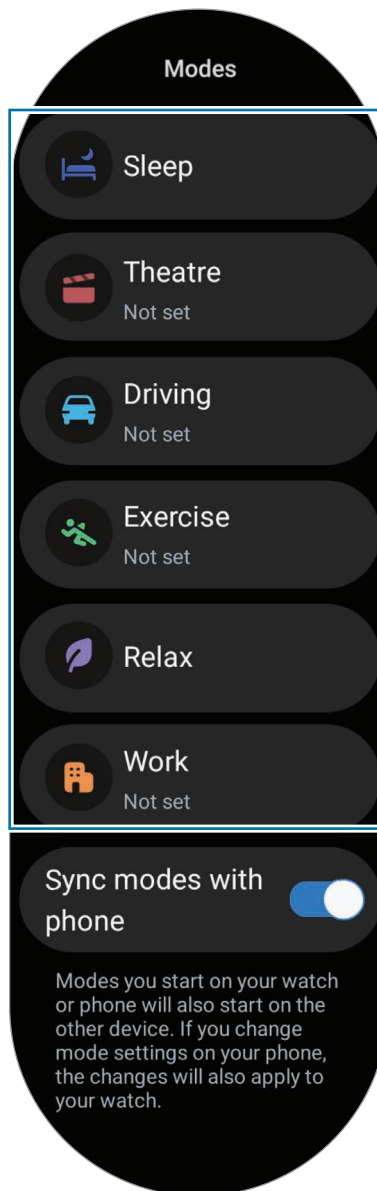 Modes
Sleep
Theatre
Not set
Driving
Not set
Exercise
Not set
Relax
Work
Not set
Sync modes with
phone
Modes you start on your watch
or phone will also start on the
other device. If you change
mode settings on your phone,
the changes will also apply to
your watch.